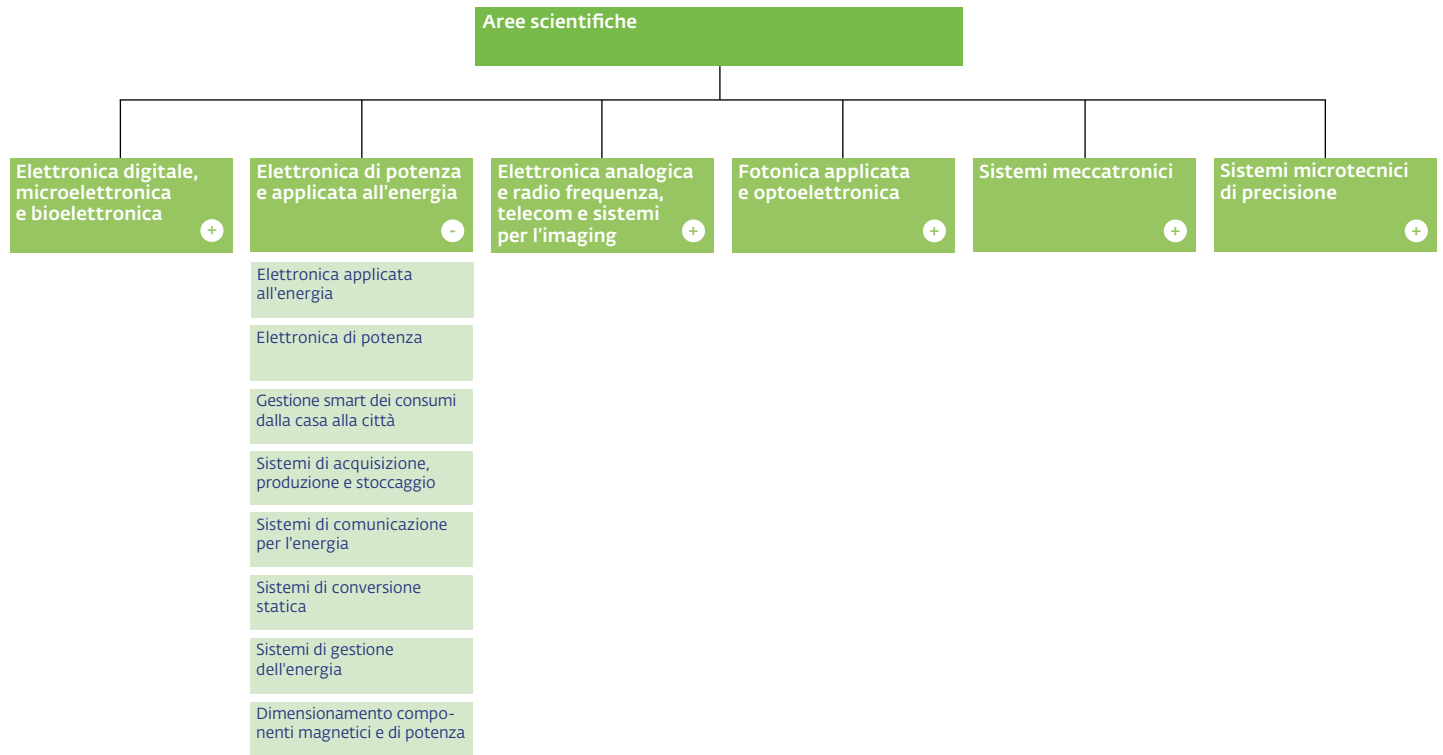 Aree scientifiche
Elettronica digitale,
microelettronica
e bioelettronica
+
Elettronica di potenza
e applicata all'energia
-
Elettronica analogica
e radio frequenza,
telecom e sistemi
per l'imaging
+
Fotonica applicata
e optoelettronica
+
Sistemi meccatronici
+
Sistemi microtecnici
di precisione
+
Elettronica applicata
all'energia
Elettronica di potenza
Gestione smart dei consumi
dalla casa alla città
Sistemi di acquisizione,
produzione e stoccaggio
Sistemi di comunicazione
per l'energia
Sistemi di conversione
statica
Sistemi di gestione
dell'energia
Dimensionamento compo-
nenti magnetici e di potenza